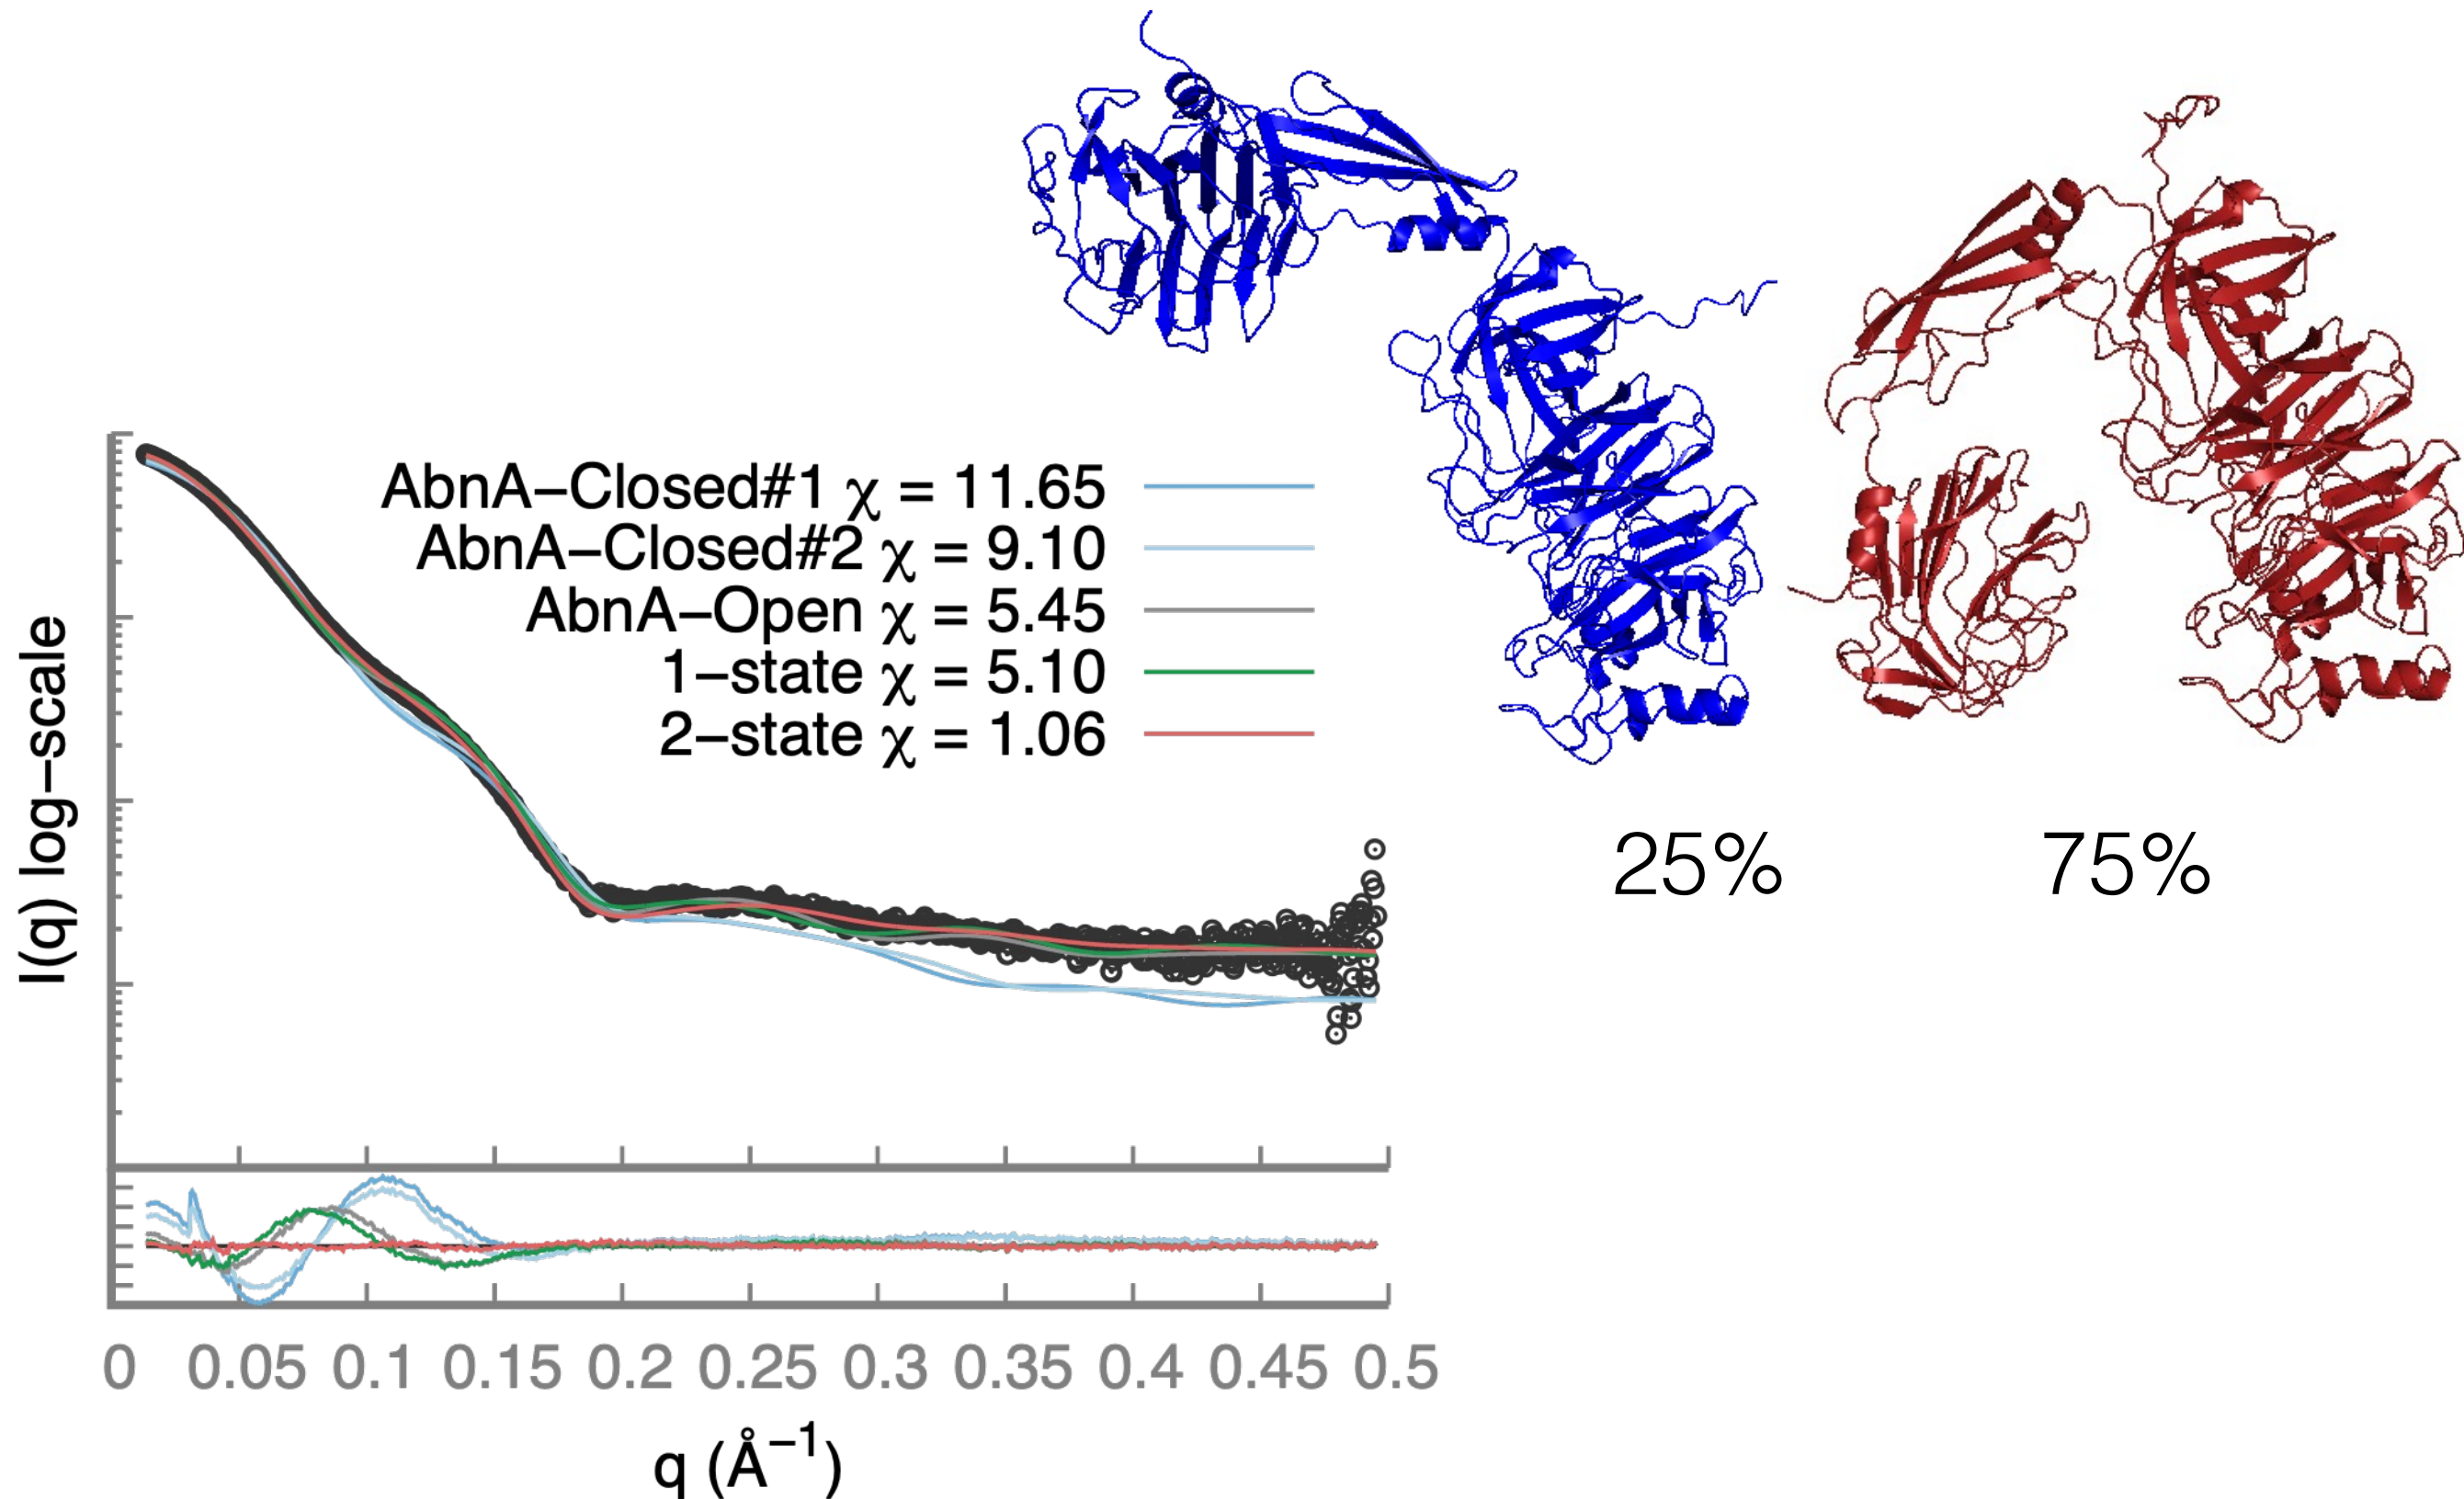 AbnA−Closed#1 χ = 11.65
AbnA−Closed#2 χ = 9.10
AbnA−Open χ = 5.45
1−state χ = 5.10
2−state χ = 1.06
I(q) log−scale
25% 75%
0 0.05 0.1 0.15 0.2 0.25 0.3 0.35 0.4 0.45 0.5
q (Å⁻¹)